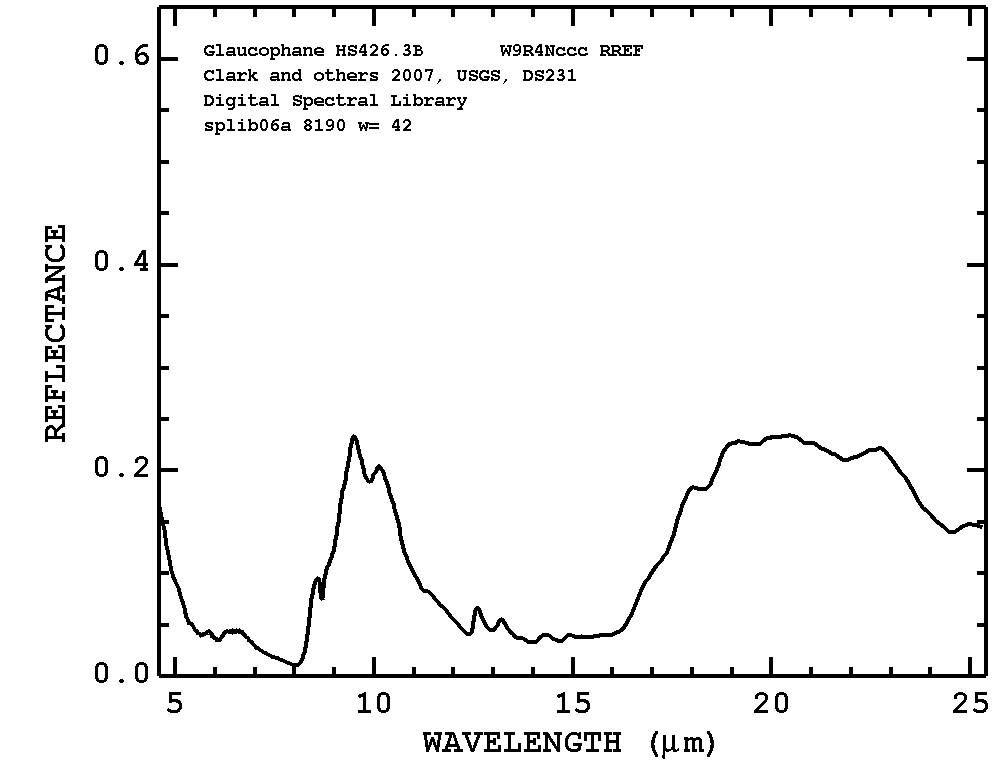 Glaucophane HS426.3B W9R4Nccc RREF
Clark and others 2007, USGS, DS231
Digital Spectral Library
splib06a 8190 w= 42
REFLECTANCE
0.6
0.4
0.2
0.0
5 10 15 20 25
WAVELENGTH (μm)